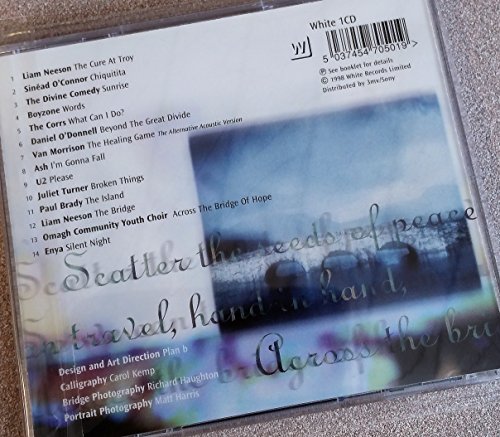 White 1CD
5 037454 705019 >
℗ See booklet for details
© 1998 White Records Limited
Distributed by 3mv/Sony
1 Liam Neeson The Cure At Troy
2 Sinéad O'Connor Chiquitita
3 The Divine Comedy Sunrise
4 Boyzone Words
5 The Corrs What Can I Do?
6 Daniel O'Donnell Beyond The Great Divide
7 Van Morrison The Healing Game The Alternative Acoustic Version
8 Ash I'm Gonna Fall
9 U2 Please
10 Juliet Turner Broken Things
11 Paul Brady The Island
12 Liam Neeson The Bridge
13 Omagh Community Youth Choir Across The Bridge Of Hope
14 Enya Silent Night
Scatter the seeds of peace
travel, hand in hand,
Across the bri
Design and Art Direction Plan b
Calligraphy Carol Kemp
Bridge Photography Richard Haughton
Portrait Photography Matt Harris